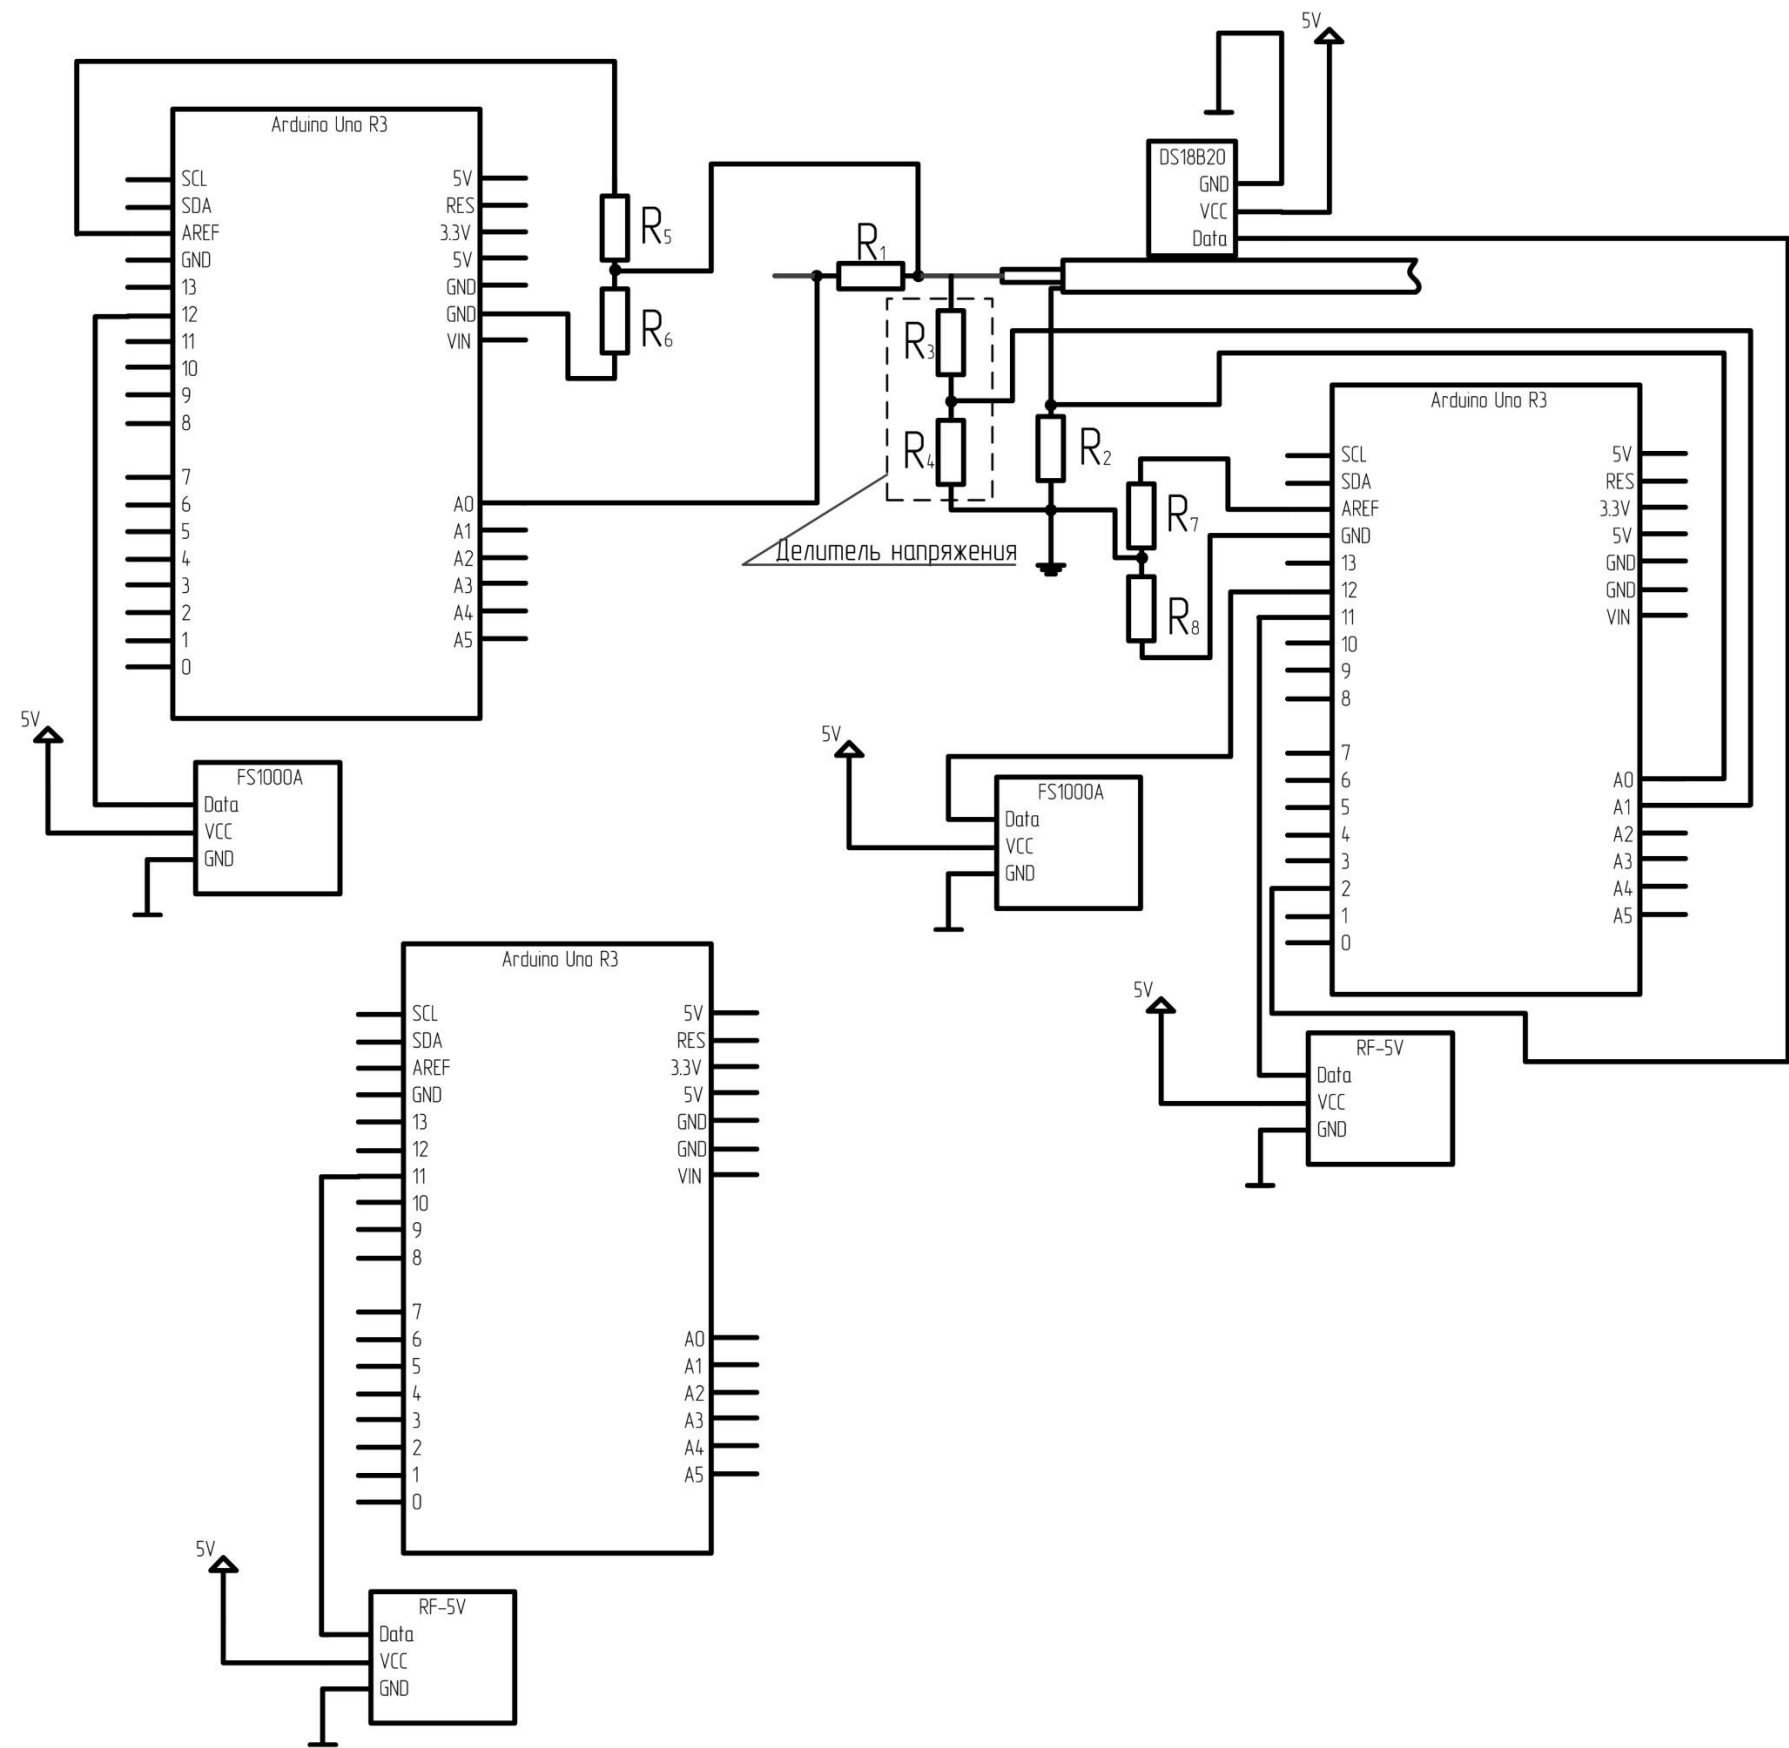 5V
Arduino Uno R3
SCL
SDA
AREF
GND
13
12
11
10
9
8
7
6
5
4
3
2
1
0
5V
RES
3.3V
5V
GND
GND
VIN
A0
A1
A2
A3
A4
A5
R5
R6
R1
R3
R4
R2
R7
R8
Делитель напряжения
DS18B20
GND
VCC
Data
Arduino Uno R3
SCL
SDA
AREF
GND
13
12
11
10
9
8
7
6
5
4
3
2
1
0
5V
RES
3.3V
5V
GND
GND
VIN
A0
A1
A2
A3
A4
A5
5V
FS1000A
Data
VCC
GND
5V
FS1000A
Data
VCC
GND
5V
RF-5V
Data
VCC
GND
Arduino Uno R3
SCL
SDA
AREF
GND
13
12
11
10
9
8
7
6
5
4
3
2
1
0
5V
RES
3.3V
5V
GND
GND
VIN
A0
A1
A2
A3
A4
A5
5V
RF-5V
Data
VCC
GND